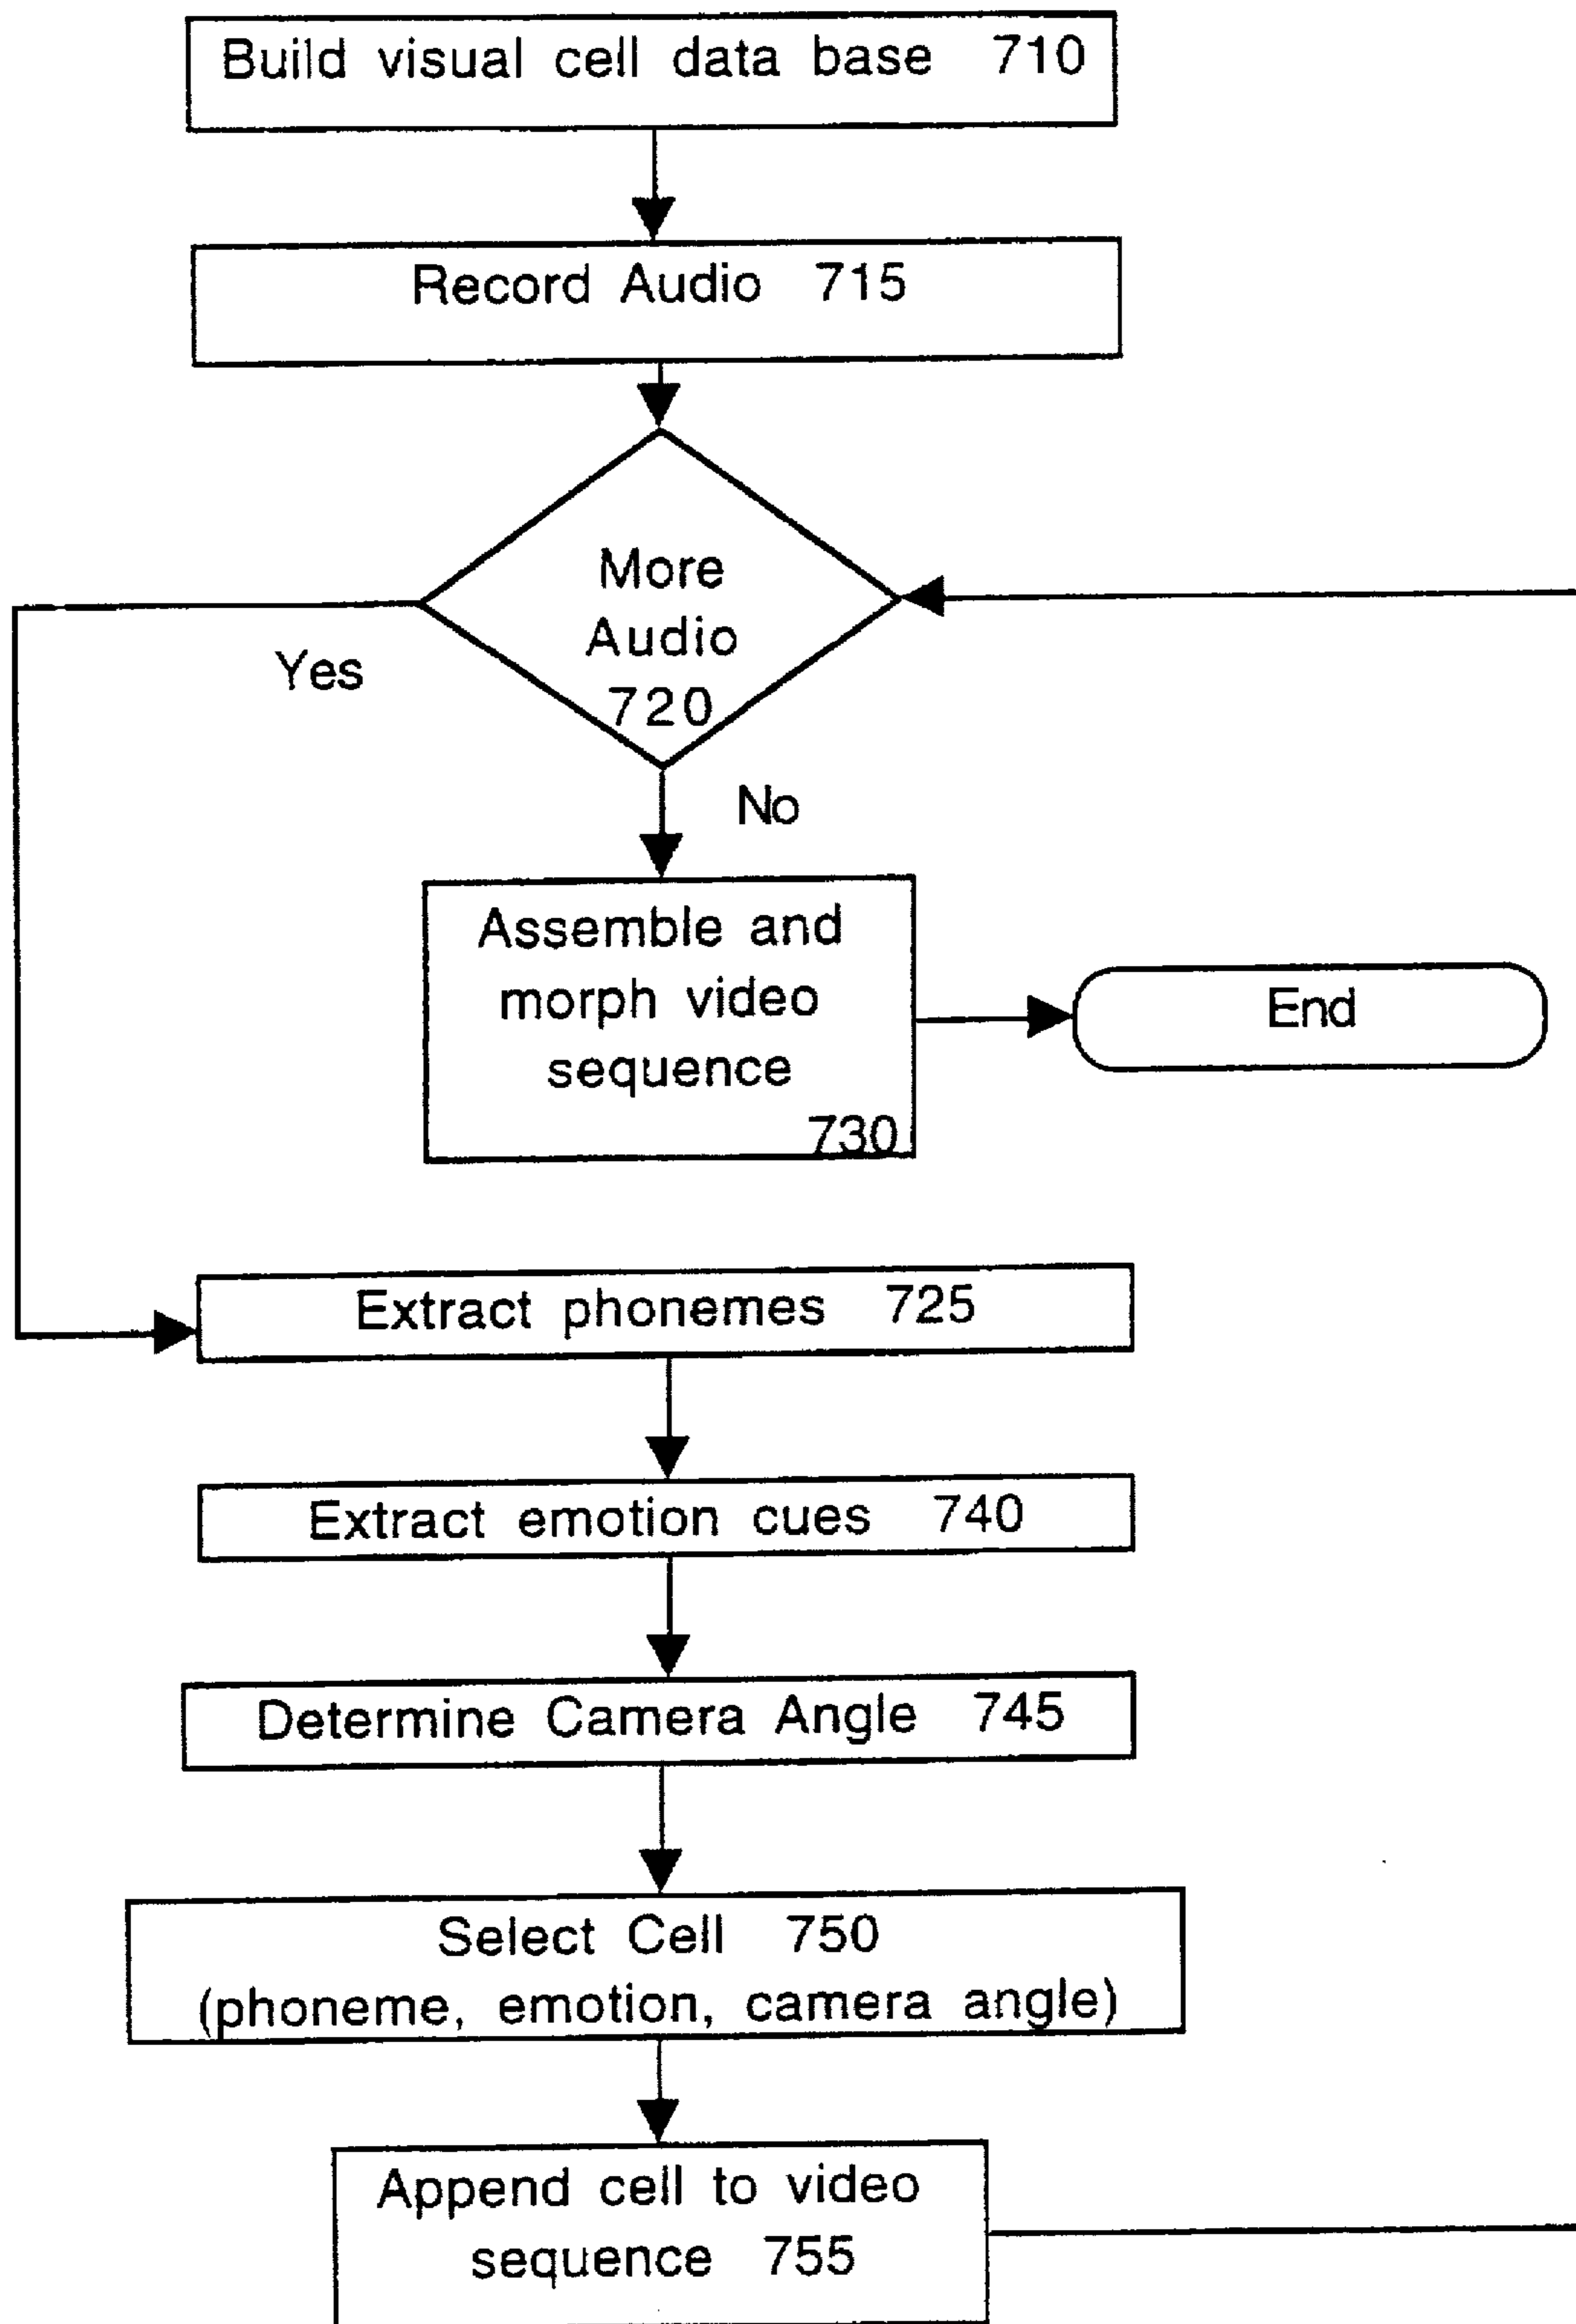 Build visual cell data base 710
Record Audio 715
More
Audio
720
Yes
No
Assemble and
morph video
sequence
730
End
Extract phonemes 725
Extract emotion cues 740
Determine Camera Angle 745
Select Cell 750
(phoneme, emotion, camera angle)
Append cell to video
sequence 755